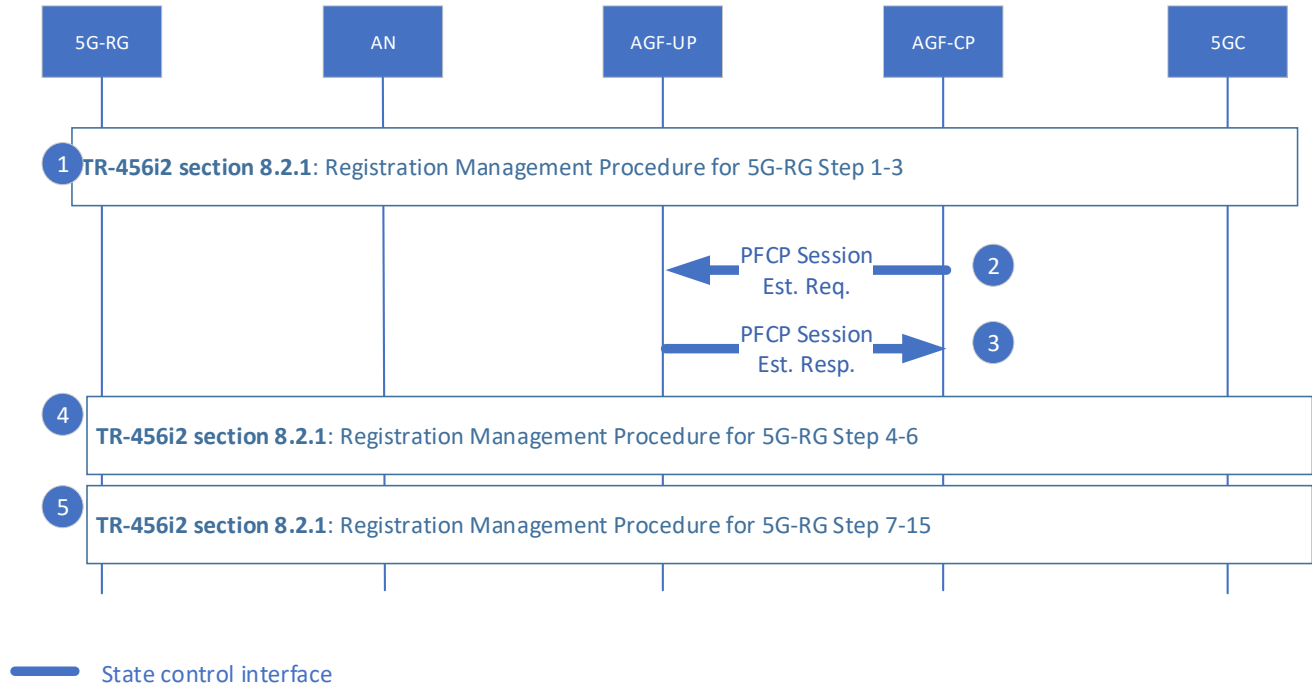 5G-RG
AN
AGF-UP
AGF-CP
5GC
1
TR-456i2 section 8.2.1: Registration Management Procedure for 5G-RG Step 1-3
PFCP Session
Est. Req.
2
PFCP Session
Est. Resp.
3
4
TR-456i2 section 8.2.1: Registration Management Procedure for 5G-RG Step 4-6
5
TR-456i2 section 8.2.1: Registration Management Procedure for 5G-RG Step 7-15
State control interface